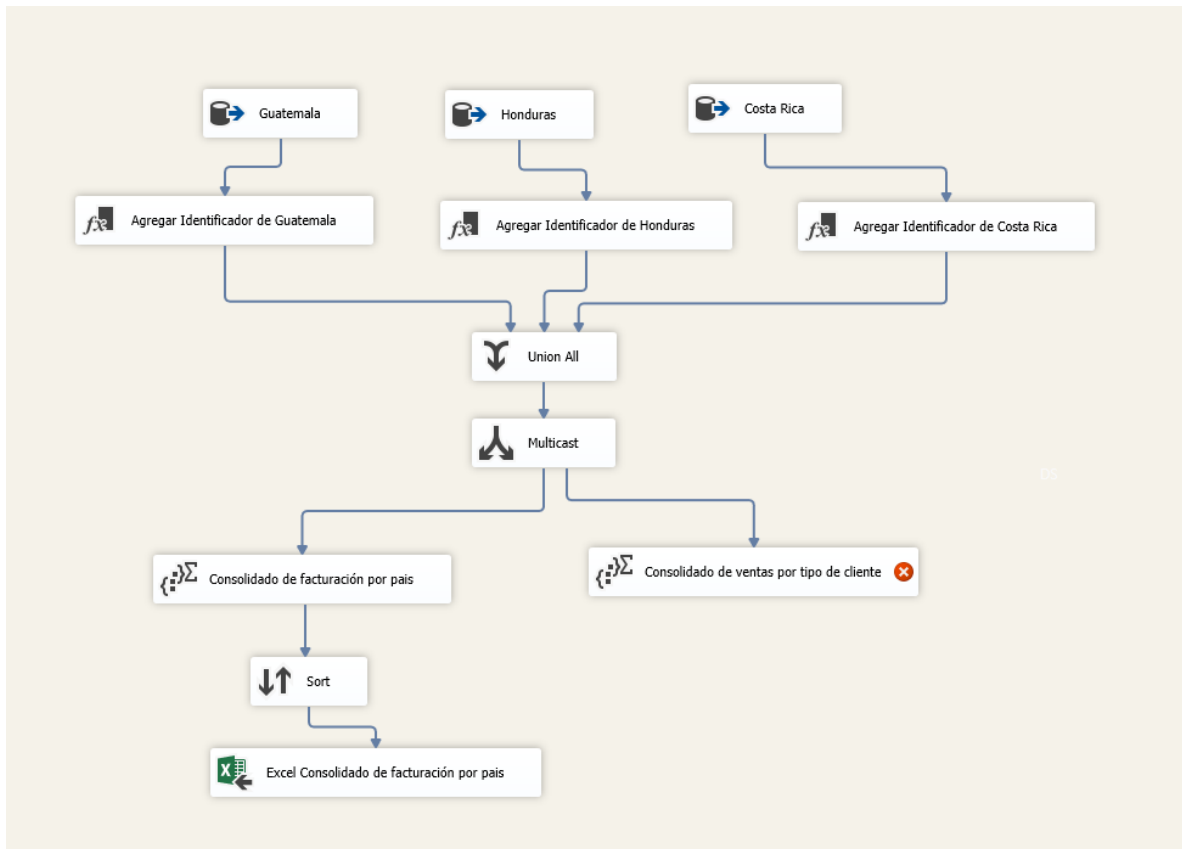 Guatemala
Honduras
Costa Rica
Agregar Identificador de Guatemala
Agregar Identificador de Honduras
Agregar Identificador de Costa Rica
Union All
Multicast
Consolidado de facturación por pais
Consolidado de ventas por tipo de cliente
Sort
Excel Consolidado de facturación por pais